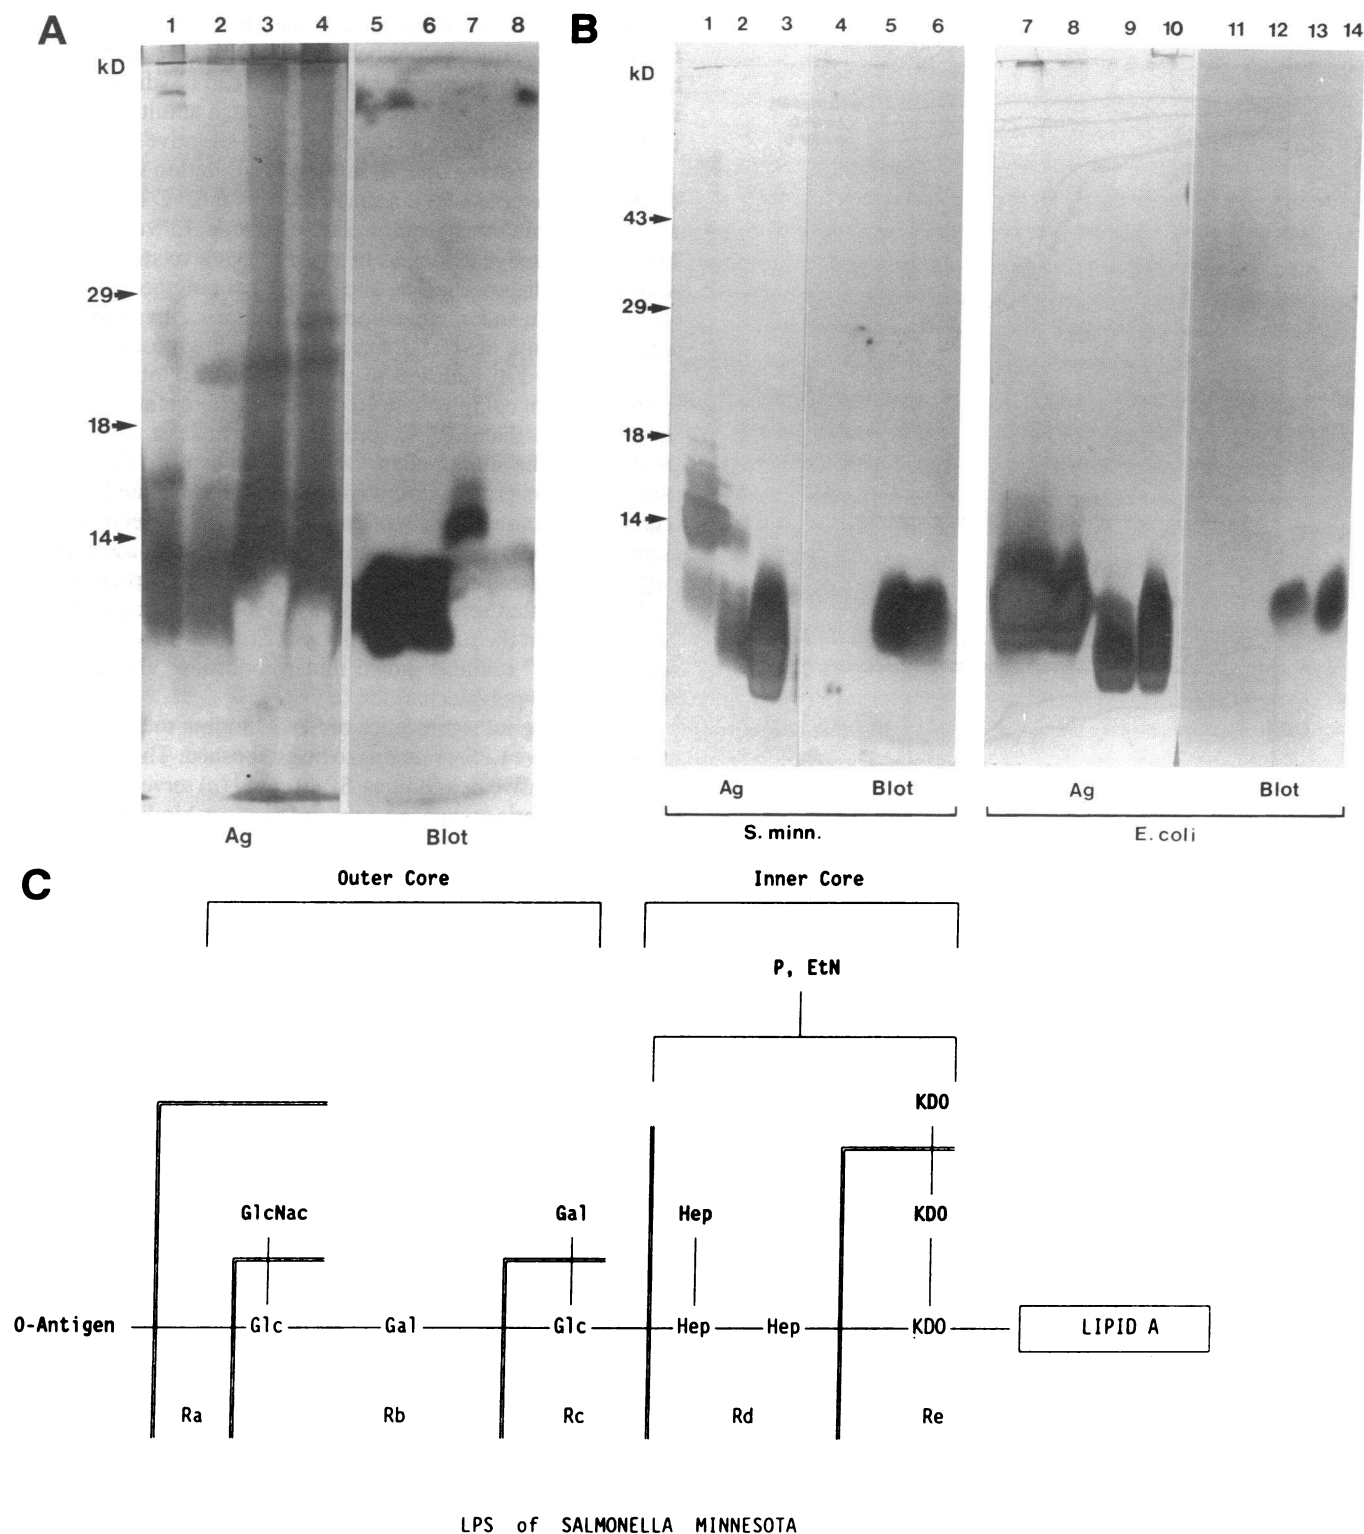 A
1 2 3 4 5 6 7 8
kD
29
18
14
Ag Blot
B
1 2 3 4 5 6 7 8 9 10 11 12 13 14
kD
43
29
18
14
Ag Blot Ag Blot
S. minn. E. coli
C
Outer Core Inner Core
P, EtN
KDO
GlcNac Gal Hep KDO
O-Antigen Glc Gal Glc Hep Hep KDO LIPID A
Ra Rb Rc Rd Re
LPS of SALMONELLA MINNESOTA